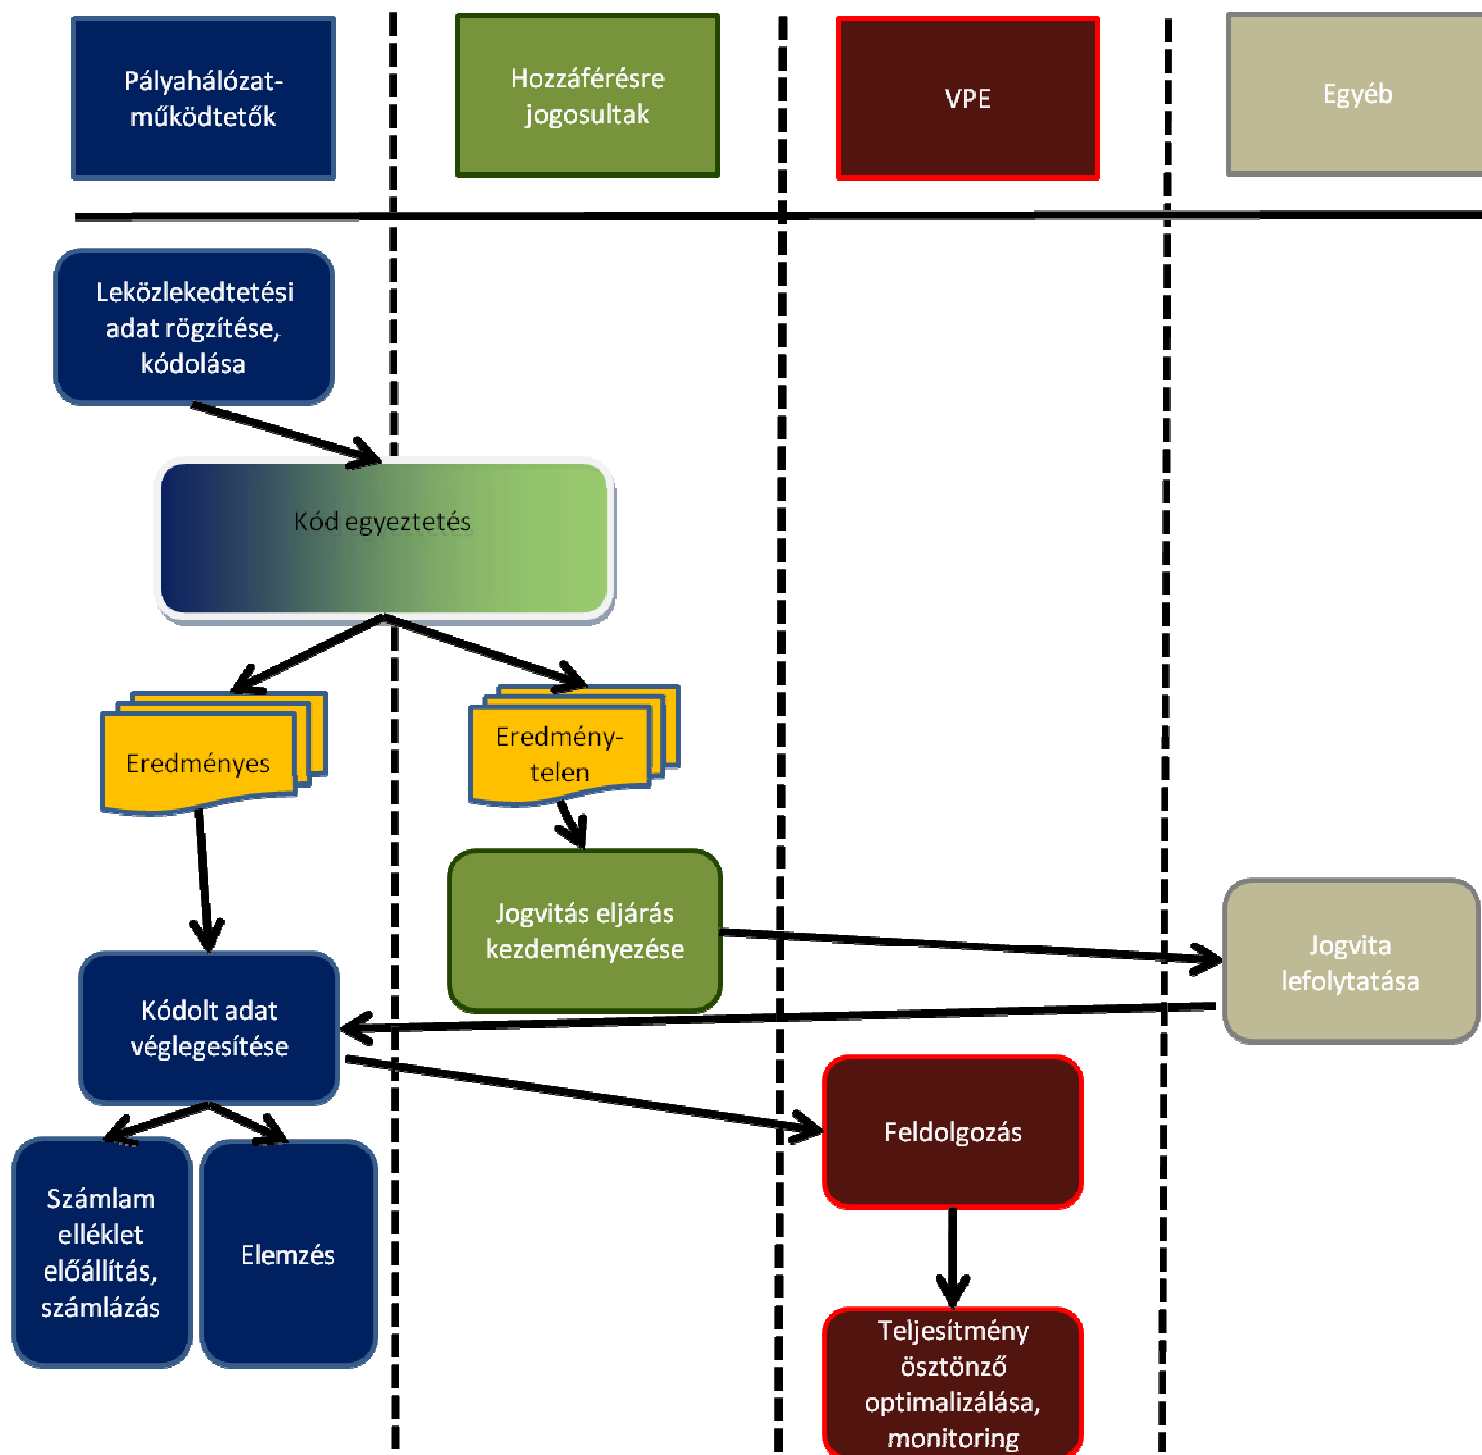 Pályahálózat-
működtetők
Hozzáférésre
jogosultak
VPE
Egyéb
Leközlekedtetési
adat rögzítése,
kódolása
Kód egyeztetés
Eredményes
Eredmény-
telen
Jogvitás eljárás
kezdeményezése
Jogvita
lefolytatása
Kódolt adat
véglegesítése
Feldolgozás
Számlam
elléklet
előállítás,
számlázás
Elemzés
Teljesítmény
ösztönző
optimalizálása,
monitoring